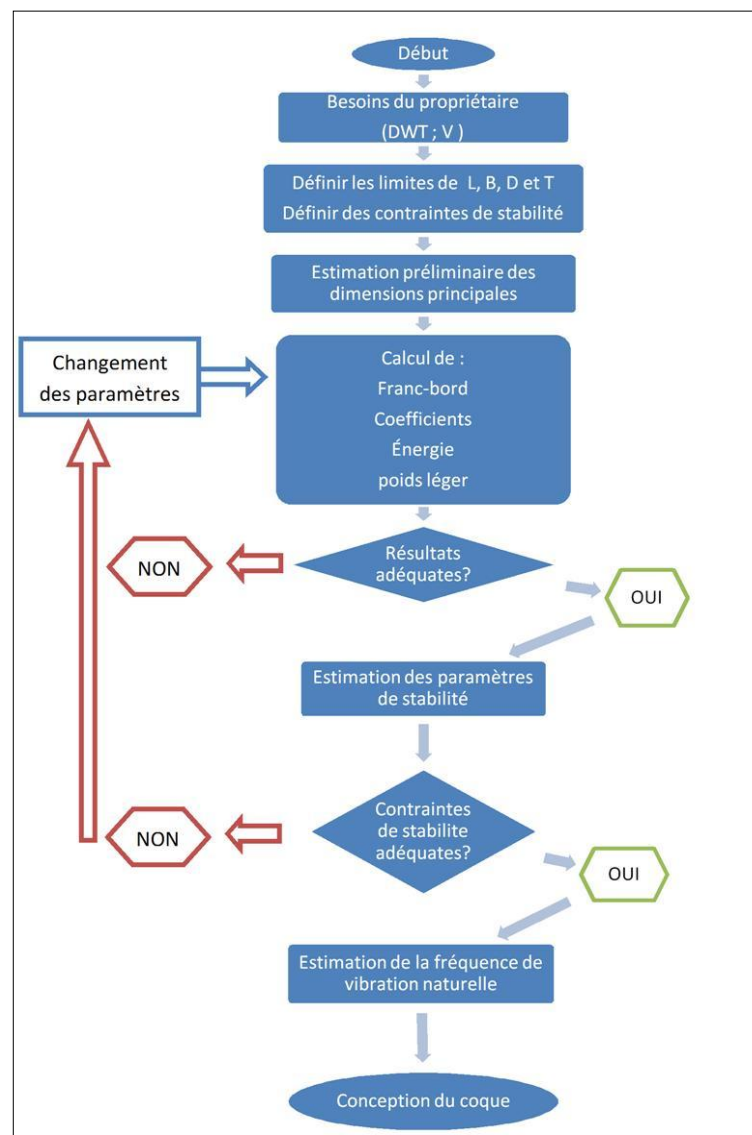 Début
Besoins du propriétaire
(DWT ; V )
Définir les limites de L, B, D et T
Définir des contraintes de stabilité
Estimation préliminaire des
dimensions principales
Changement
des paramètres
Calcul de :
Franc-bord
Coefficients
Énergie
poids léger
Résultats
adéquates?
NON
OUI
Estimation des paramètres
de stabilité
Contraintes
de stabilite
adéquates?
NON
OUI
Estimation de la fréquence de
vibration naturelle
Conception du coque